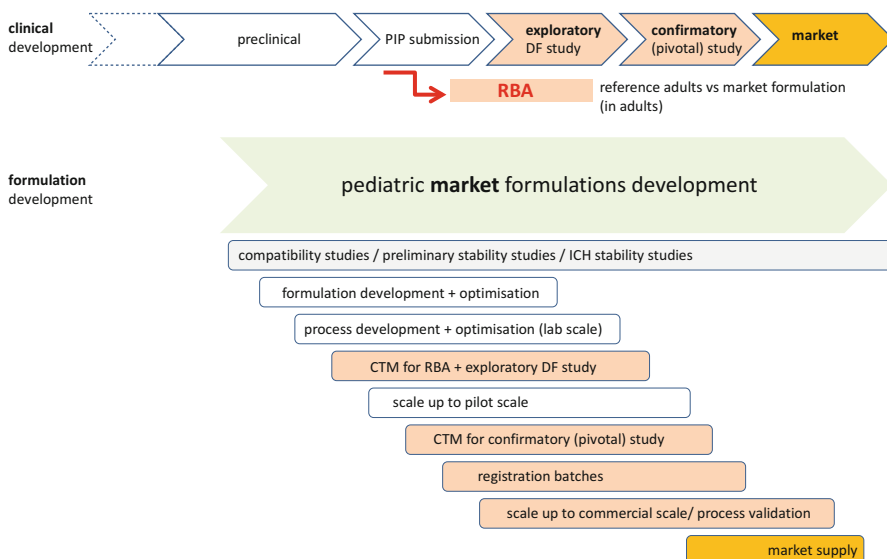 clinical
development
preclinical
PIP submission
exploratory
DF study
confirmatory
(pivotal) study
market
RBA
reference adults vs market formulation
(in adults)
formulation
development
pediatric market formulations development
compatibility studies / preliminary stability studies / ICH stability studies
formulation development + optimisation
process development + optimisation (lab scale)
CTM for RBA + exploratory DF study
scale up to pilot scale
CTM for confirmatory (pivotal) study
registration batches
scale up to commercial scale/ process validation
market supply